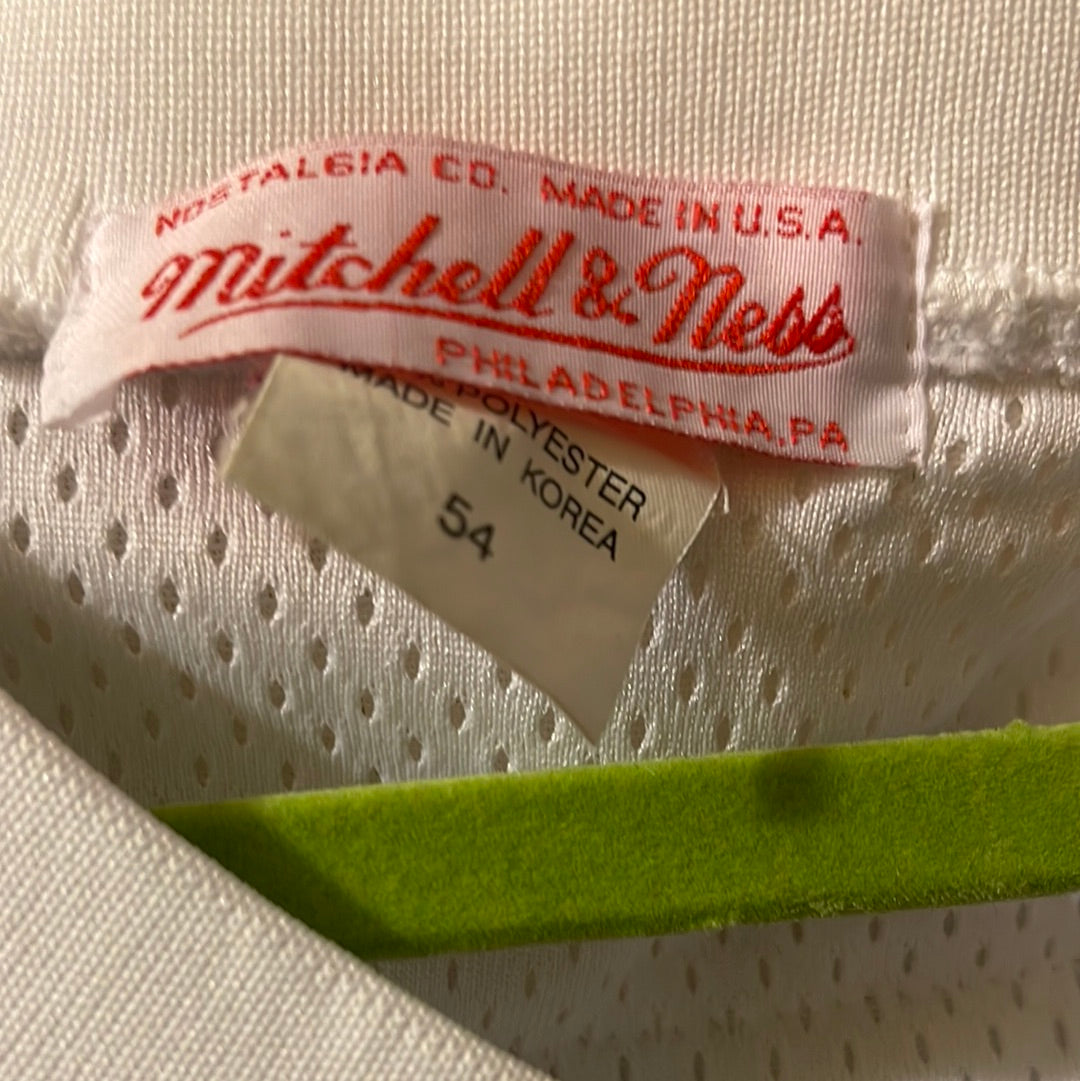 NOSTALGIA CO. MADE IN U.S.A.
Mitchell & Ness
PHILADELPHIA, PA
POLYESTER
MADE IN KOREA
54